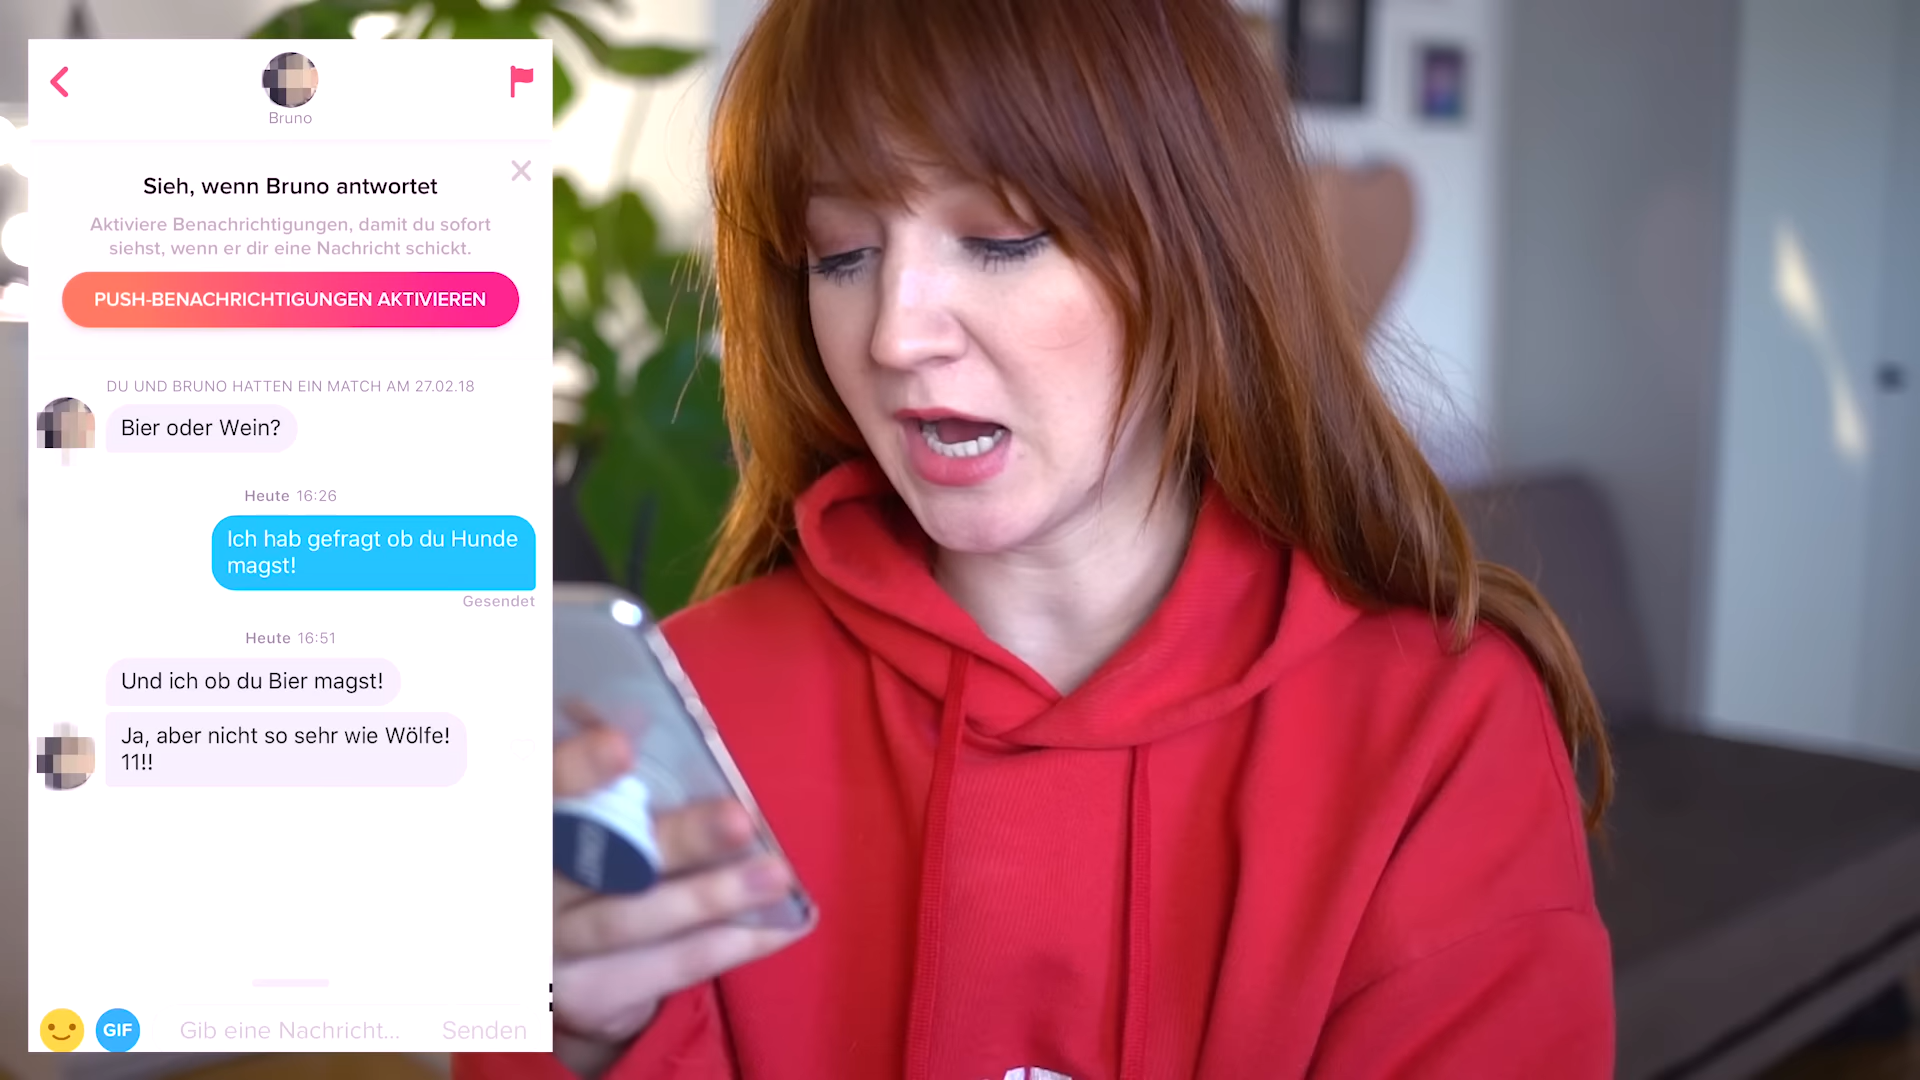 Bruno
Sieh, wenn Bruno antwortet
Aktiviere Benachrichtigungen, damit du sofort
siehst, wenn er dir eine Nachricht schickt.
PUSH-BENACHRICHTIGUNGEN AKTIVIEREN
DU UND BRUNO HATTEN EIN MATCH AM 27.02.18
Bier oder Wein?
Heute 16:26
Ich hab gefragt ob du Hunde
magst!
Gesendet
Heute 16:51
Und ich ob du Bier magst!
Ja, aber nicht so sehr wie Wölfe!
11!!
GIF
Gib eine Nachricht...
Senden